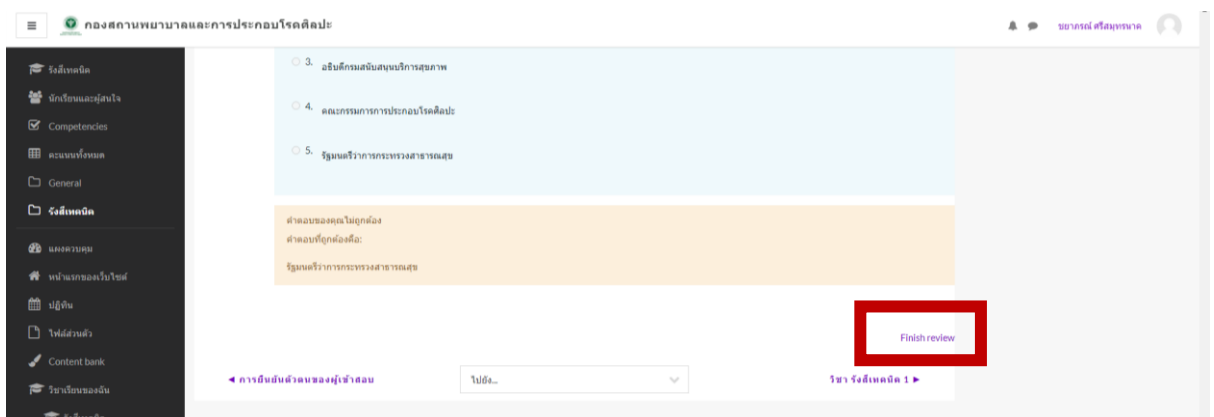 กองสถานพยาบาลและการประกอบโรคศิลปะ
ชยาภรณ์ ศรีสมุทรนาค
รังสีเทคนิค
นักเรียนและผู้สนใจ
Competencies
คะแนนทั้งหมด
General
รังสีเทคนิค
แผงควบคุม
หน้าแรกของเว็บไซต์
ปฏิทิน
ไฟล์ส่วนตัว
Content bank
วิชาเรียนของฉัน
รังสีเทคนิค
3. อธิบดีกรมสนับสนุนบริการสุขภาพ
4. คณะกรรมการการประกอบโรคศิลปะ
5. รัฐมนตรีว่าการกระทรวงสาธารณสุข
คำตอบของคุณไม่ถูกต้อง
คำตอบที่ถูกต้องคือ:
รัฐมนตรีว่าการกระทรวงสาธารณสุข
Finish review
◄ การยืนยันตัวตนของผู้เข้าสอบ
ไปยัง...
วิชา รังสีเทคนิค 1 ►